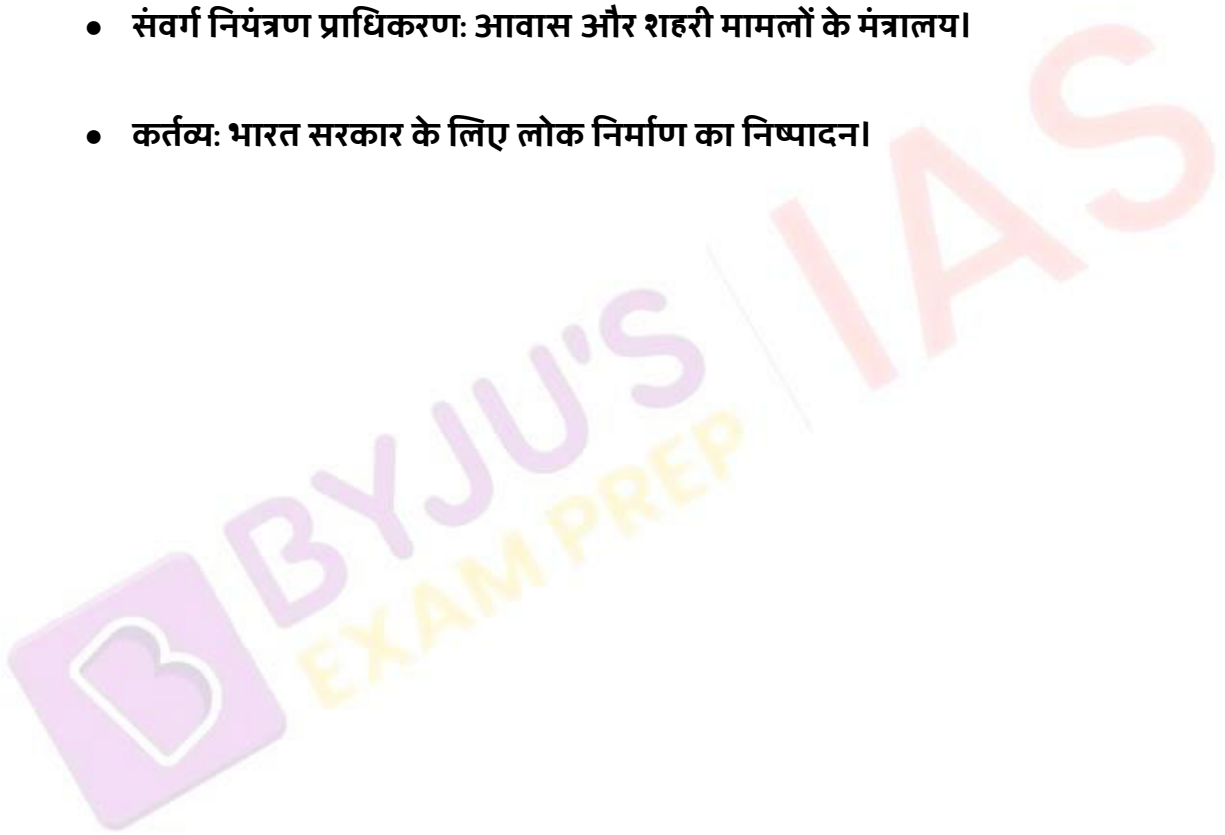 ● संवर्ग नियंत्रण प्राधिकरण: आवास और शहरी मामलों के मंत्रालय।
● कर्तव्य: भारत सरकार के लिए लोक निर्माण का निष्पादन।
B BYJU'S IAS
EXAM PREP